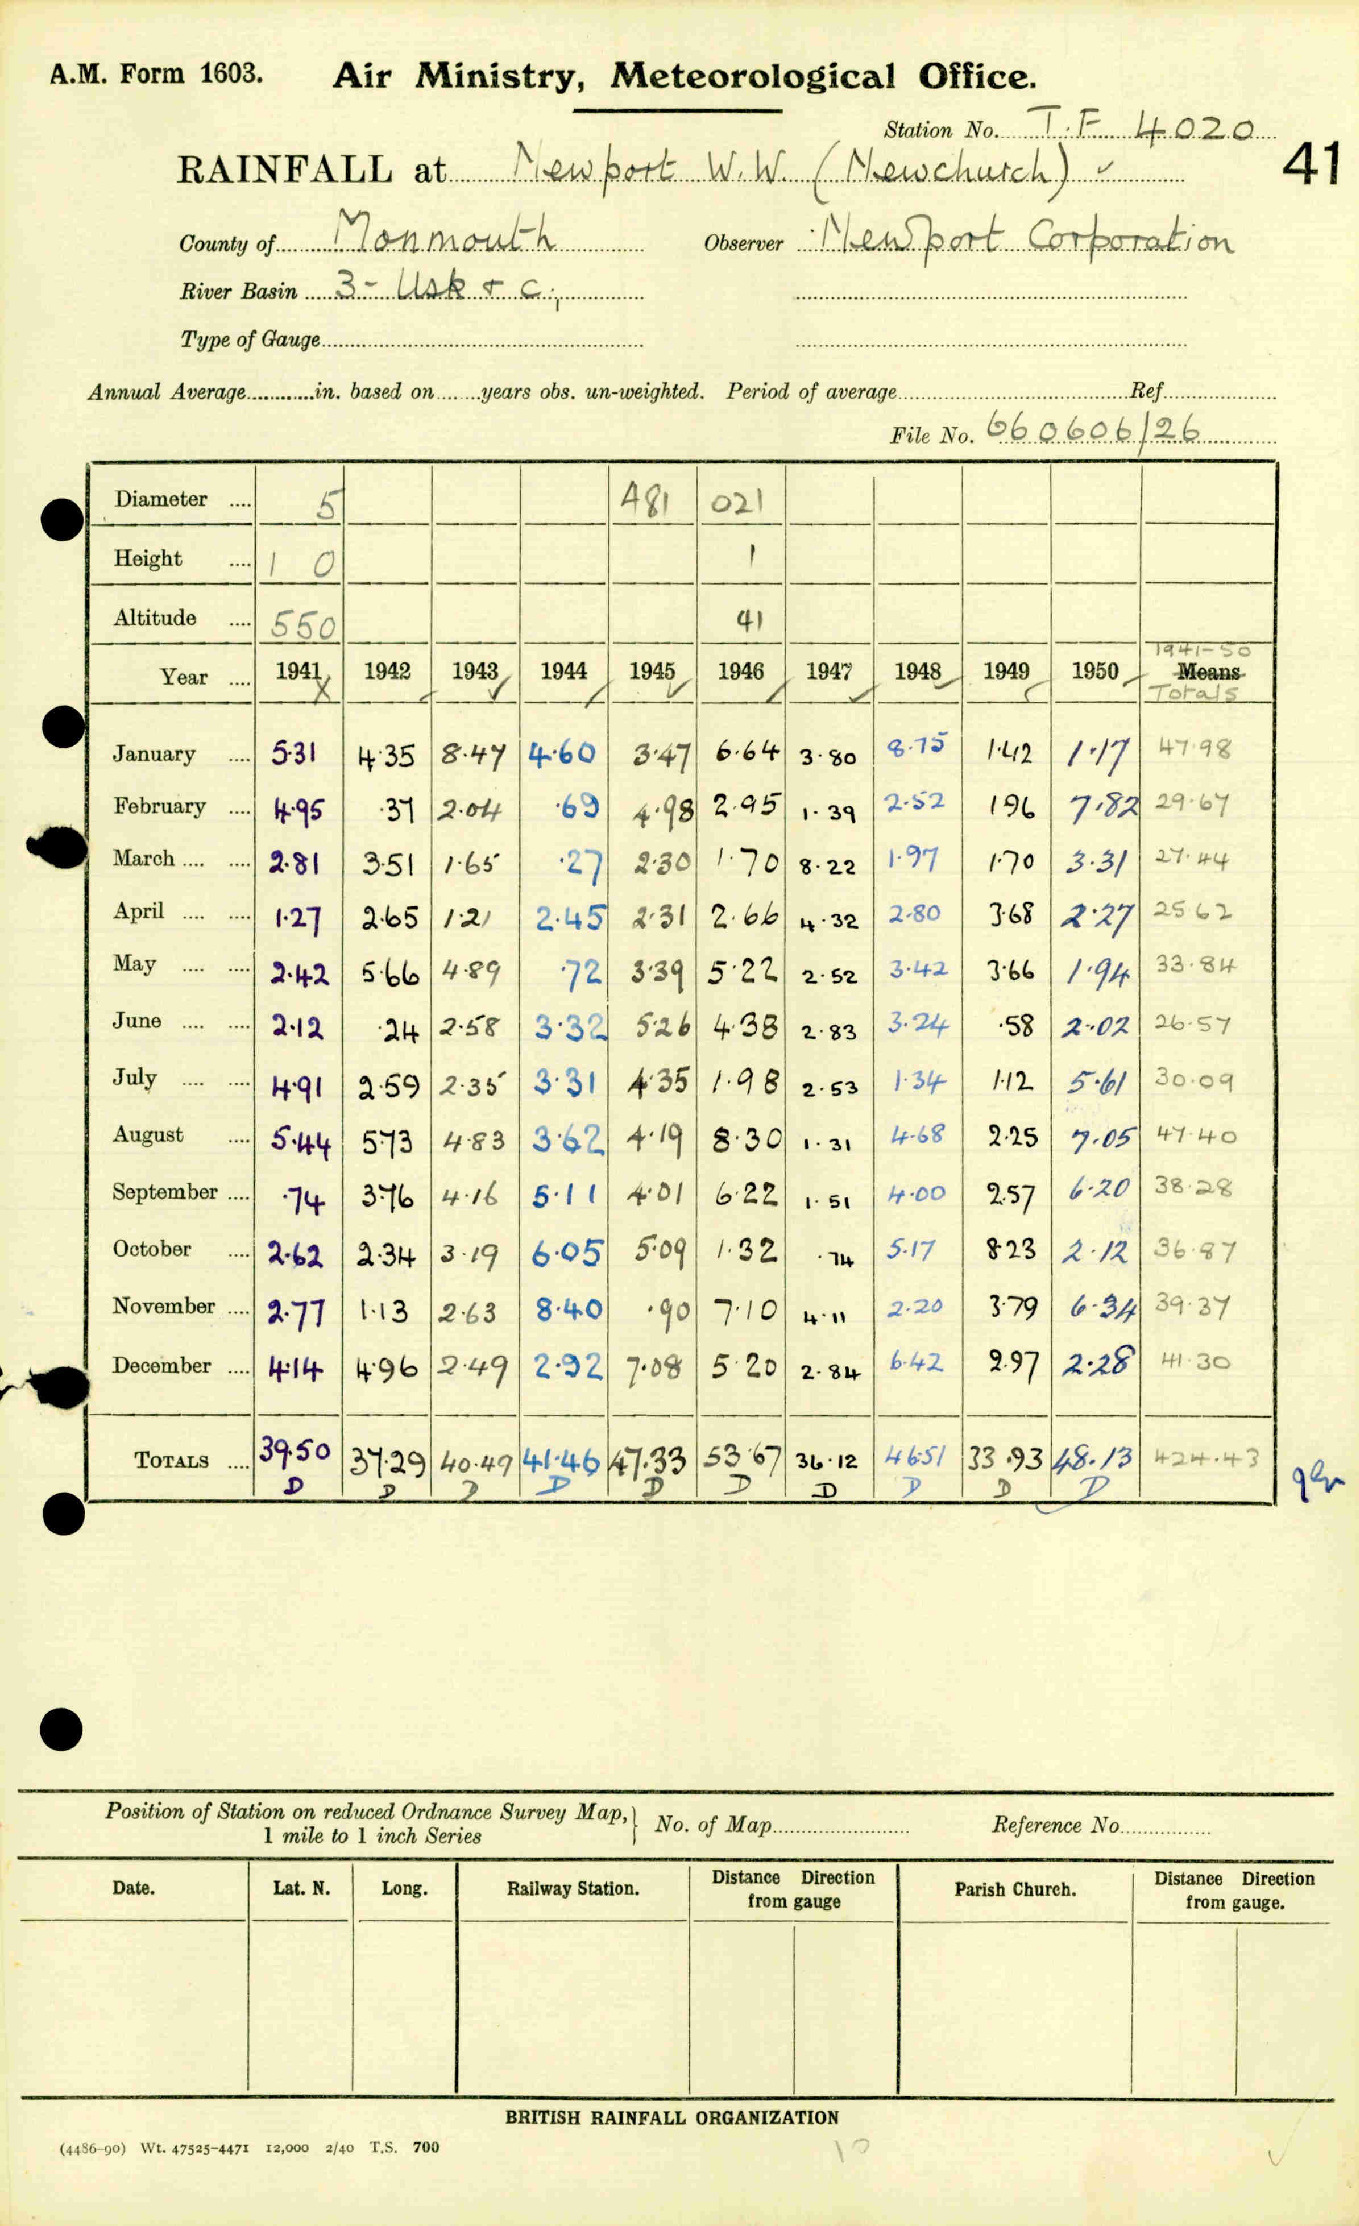 A.M. Form 1603. Air Ministry, Meteorological Office.
Station No. T.F. 4020
41
RAINFALL at Newport W.W. (Newchurch) ✓
County of Monmouth Observer Newport Corporation
River Basin 3 - Usk & c.,
Type of Gauge
Annual Average in. based on years obs. un-weighted. Period of average Ref.
File No. 660606/26
Diameter .... 5 A81 021
Height .... 1 0 1
Altitude .... 550 41
1941-50
Year .... 1941 1942 1943 1944 1945 1946 1947 1948 1949 1950 Means
Totals
January .... 5.31 4.35 8.47 4.60 3.47 6.64 3.80 8.75 1.42 1.17 47.98
February .... 4.95 .37 2.04 .69 4.98 2.95 1.39 2.52 1.96 7.82 29.67
March .... .... 2.81 3.51 1.65 .27 2.30 1.70 8.22 1.97 1.70 3.31 27.44
April .... .... 1.27 2.65 1.21 2.45 2.31 2.66 4.32 2.80 3.68 2.27 25.62
May .... .... 2.42 5.66 4.89 .72 3.39 5.22 2.52 3.42 3.66 1.94 33.84
June .... .... 2.12 .24 2.58 3.32 5.26 4.38 2.83 3.24 .58 2.02 26.57
July .... .... 4.91 2.59 2.35 3.31 4.35 1.98 2.53 1.34 1.12 5.61 30.09
August .... 5.44 5.73 4.83 3.62 4.19 8.30 1.31 4.68 2.25 7.05 47.40
September .... .74 3.76 4.16 5.11 4.01 6.22 1.51 4.00 2.57 6.20 38.28
October .... 2.62 2.34 3.19 6.05 5.09 1.32 .74 5.17 8.23 2.12 36.87
November .... 2.77 1.13 2.63 8.40 .90 7.10 4.11 2.20 3.79 6.34 39.37
December .... 4.14 4.96 2.49 2.92 7.08 5.20 2.84 6.42 2.97 2.28 41.30
TOTALS .... 39.50 37.29 40.49 41.46 47.33 53.67 36.12 46.51 33.93 48.13 424.43
D D D D D D D D D D
Position of Station on reduced Ordnance Survey Map,
1 mile to 1 inch Series
No. of Map Reference No.
Date. Lat. N. Long. Railway Station. Distance Direction from gauge Parish Church. Distance Direction from gauge.
BRITISH RAINFALL ORGANIZATION
(4486-90) Wt. 47525-4471 12,000 2/40 T.S. 700
10